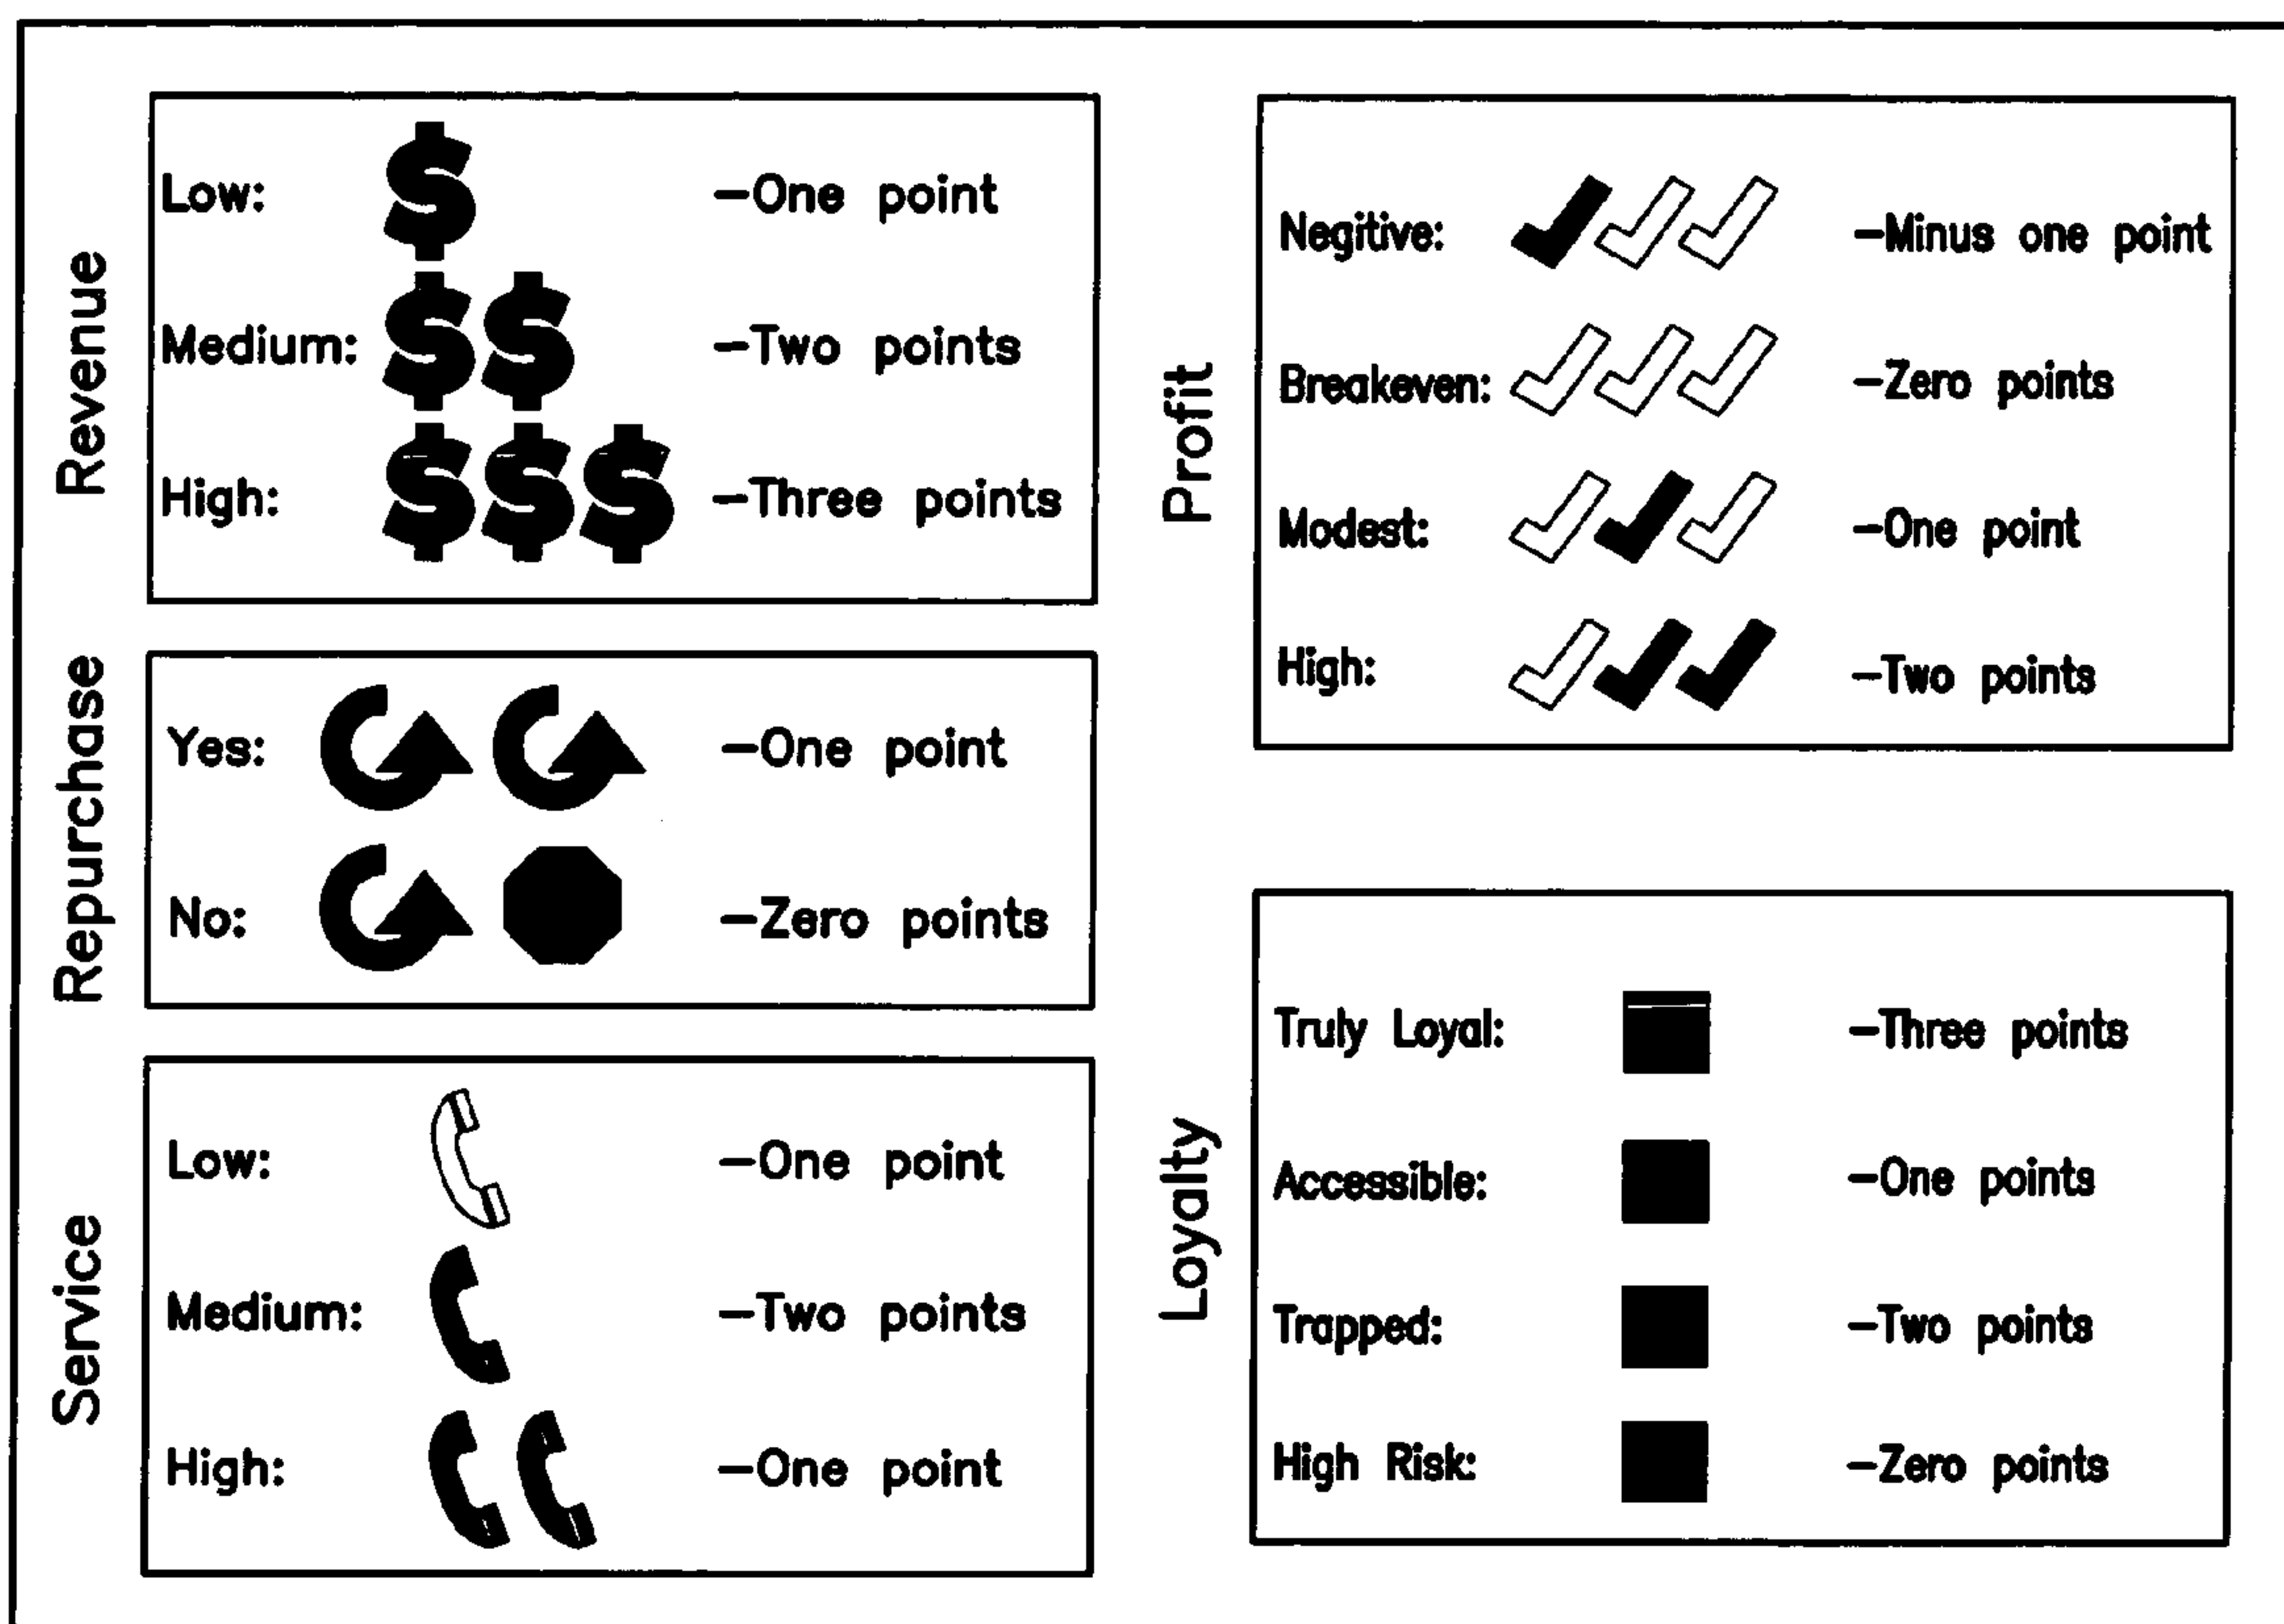 Revenue
Low: $ -One point
Medium: $$ -Two points
High: $$$ -Three points
Repurchase
Yes: -One point
No: -Zero points
Service
Low: -One point
Medium: -Two points
High: -One point
Profit
Negitive: -Minus one point
Breakeven: -Zero points
Modest: -One point
High: -Two points
Loyalty
Truly Loyal: -Three points
Accessible: -One points
Trapped: -Two points
High Risk: -Zero points